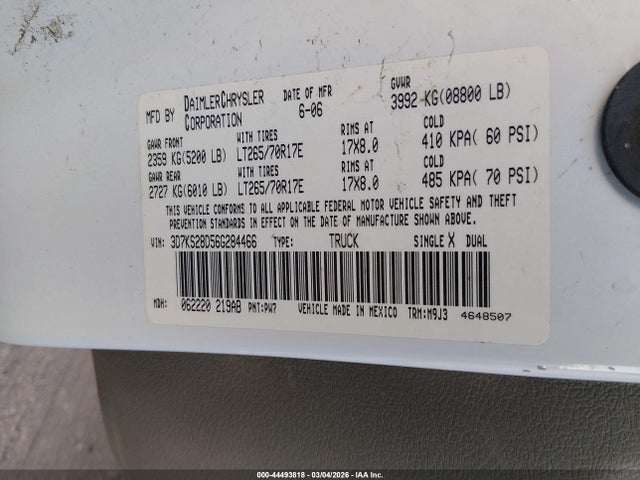 MFD BY DAIMLERCHRYSLER CORPORATION DATE OF MFR 6-06 GVWR 3992 KG(08800 LB)
GAWR FRONT WITH TIRES RIMS AT COLD
2359 KG(5200 LB) LT265/70R17E 17X8.0 410 KPA( 60 PSI)
GAWR REAR WITH TIRES RIMS AT COLD
2727 KG(6010 LB) LT265/70R17E 17X8.0 485 KPA( 70 PSI)
THIS VEHICLE CONFORMS TO ALL APPLICABLE FEDERAL MOTOR VEHICLE SAFETY AND THEFT
PREVENTION STANDARDS IN EFFECT ON THE DATE OF MANUFACTURE SHOWN ABOVE.
VIN: 3D7KS28D56G284466 TYPE: TRUCK SINGLE X DUAL
MDH: 062220 219AB PNT:PW7 VEHICLE MADE IN MEXICO TRM:M9J3 4648507
000-44493818 - 03/04/2026 - IAA Inc.